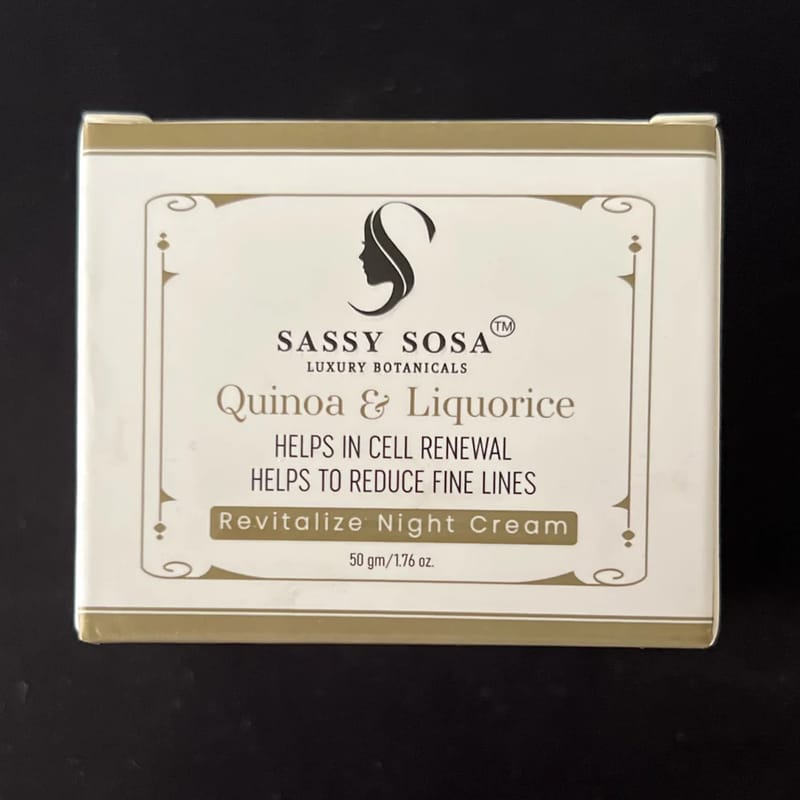 SASSY SOSA™
LUXURY BOTANICALS
Quinoa & Liquorice
HELPS IN CELL RENEWAL
HELPS TO REDUCE FINE LINES
Revitalize Night Cream
50 gm/1.76 oz.